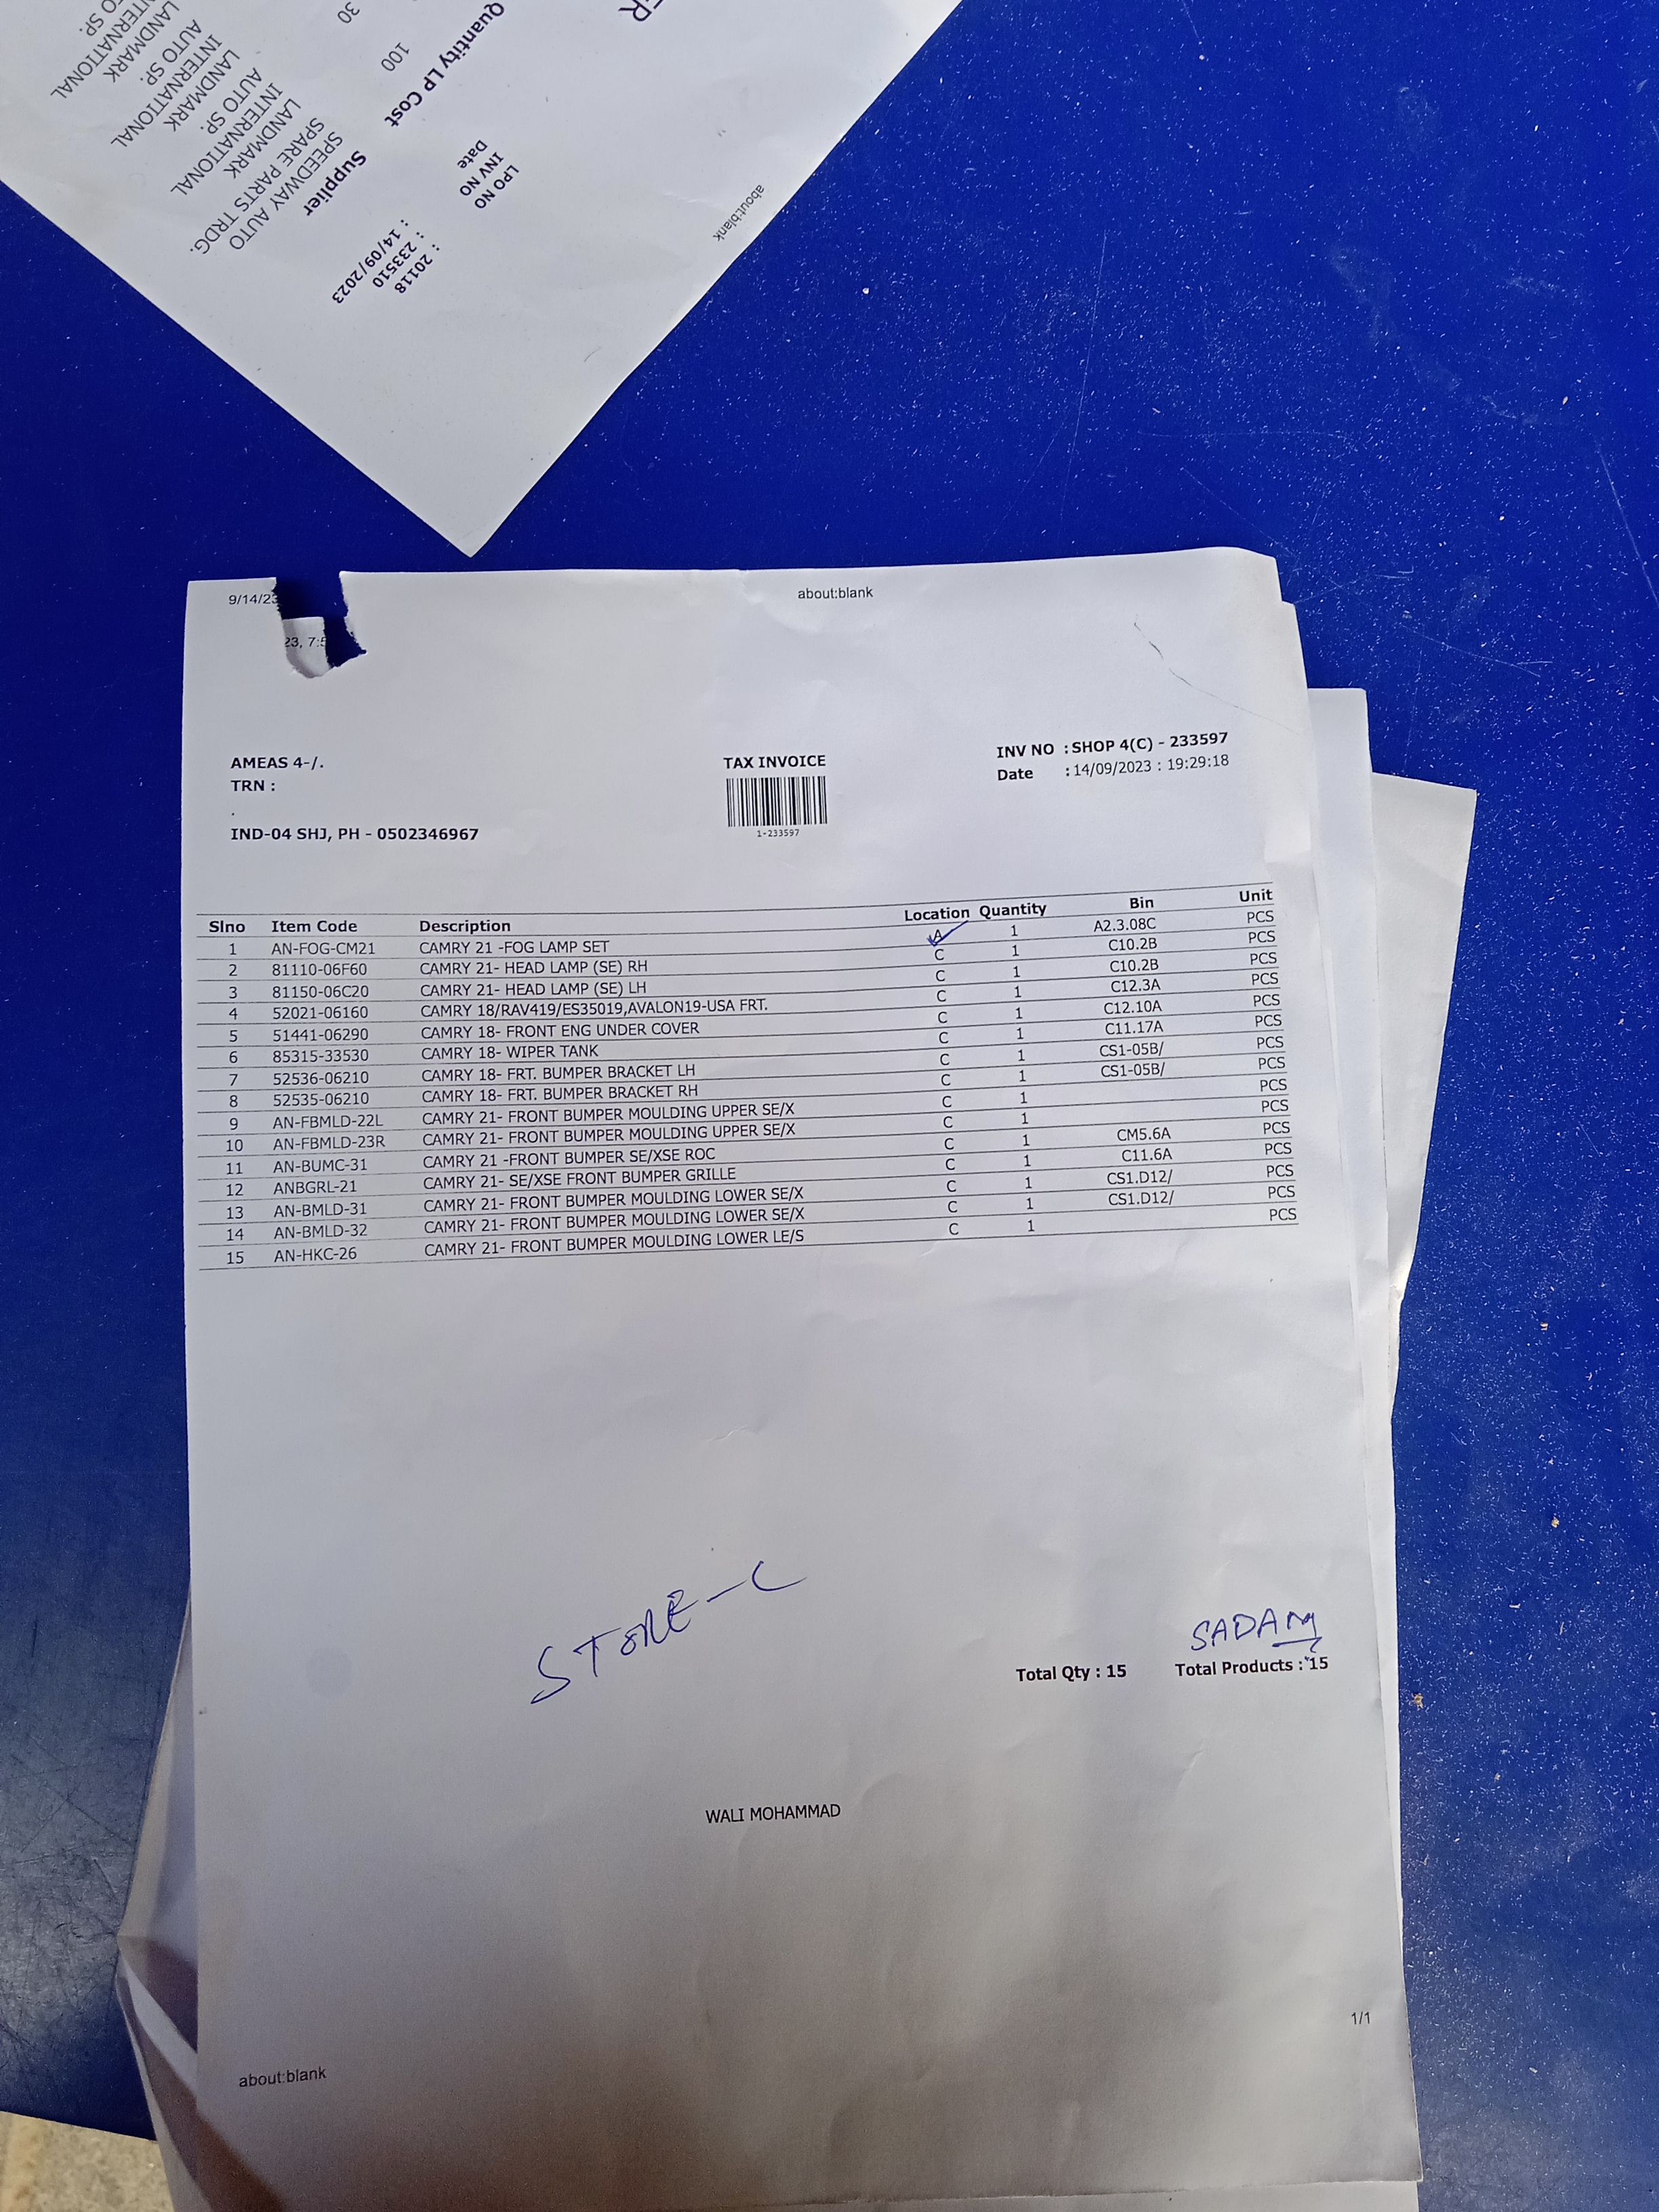 ER
Quantity LP Cost
30
100
LPO NO : 20118
INV NO : 233510
Date : 14/09/2023
Supplier
SPEEDWAY AUTO
SPARE PARTS TRDG.
LANDMARK
INTERNATIONAL
AUTO SP.
LANDMARK
INTERNATIONAL
AUTO SP.
LANDMARK
INTERNATIONAL
TO SP.
about:blank
9/14/23
about:blank
23, 7:5
AMEAS 4-/.
TRN :
.
IND-04 SHJ, PH - 0502346967
TAX INVOICE
1-233597
INV NO : SHOP 4(C) - 233597
Date : 14/09/2023 : 19:29:18
Slno Item Code Description Location Quantity Bin Unit
1 AN-FOG-CM21 CAMRY 21 -FOG LAMP SET A 1 A2.3.08C PCS
2 81110-06F60 CAMRY 21- HEAD LAMP (SE) RH C 1 C10.2B PCS
3 81150-06C20 CAMRY 21- HEAD LAMP (SE) LH C 1 C10.2B PCS
4 52021-06160 CAMRY 18/RAV419/ES35019,AVALON19-USA FRT. C 1 C12.3A PCS
5 51441-06290 CAMRY 18- FRONT ENG UNDER COVER C 1 C12.10A PCS
6 85315-33530 CAMRY 18- WIPER TANK C 1 C11.17A PCS
7 52536-06210 CAMRY 18- FRT. BUMPER BRACKET LH C 1 CS1-05B/ PCS
8 52535-06210 CAMRY 18- FRT. BUMPER BRACKET RH C 1 CS1-05B/ PCS
9 AN-FBMLD-22L CAMRY 21- FRONT BUMPER MOULDING UPPER SE/X C 1 PCS
10 AN-FBMLD-23R CAMRY 21- FRONT BUMPER MOULDING UPPER SE/X C 1 PCS
11 AN-BUMC-31 CAMRY 21 -FRONT BUMPER SE/XSE ROC C 1 CM5.6A PCS
12 ANBGRL-21 CAMRY 21- SE/XSE FRONT BUMPER GRILLE C 1 C11.6A PCS
13 AN-BMLD-31 CAMRY 21- FRONT BUMPER MOULDING LOWER SE/X C 1 CS1.D12/ PCS
14 AN-BMLD-32 CAMRY 21- FRONT BUMPER MOULDING LOWER SE/X C 1 CS1.D12/ PCS
15 AN-HKC-26 CAMRY 21- FRONT BUMPER MOULDING LOWER LE/S C 1 PCS
STORE-C
SADAM
Total Qty : 15 Total Products : 15
WALI MOHAMMAD
1/1
about:blank